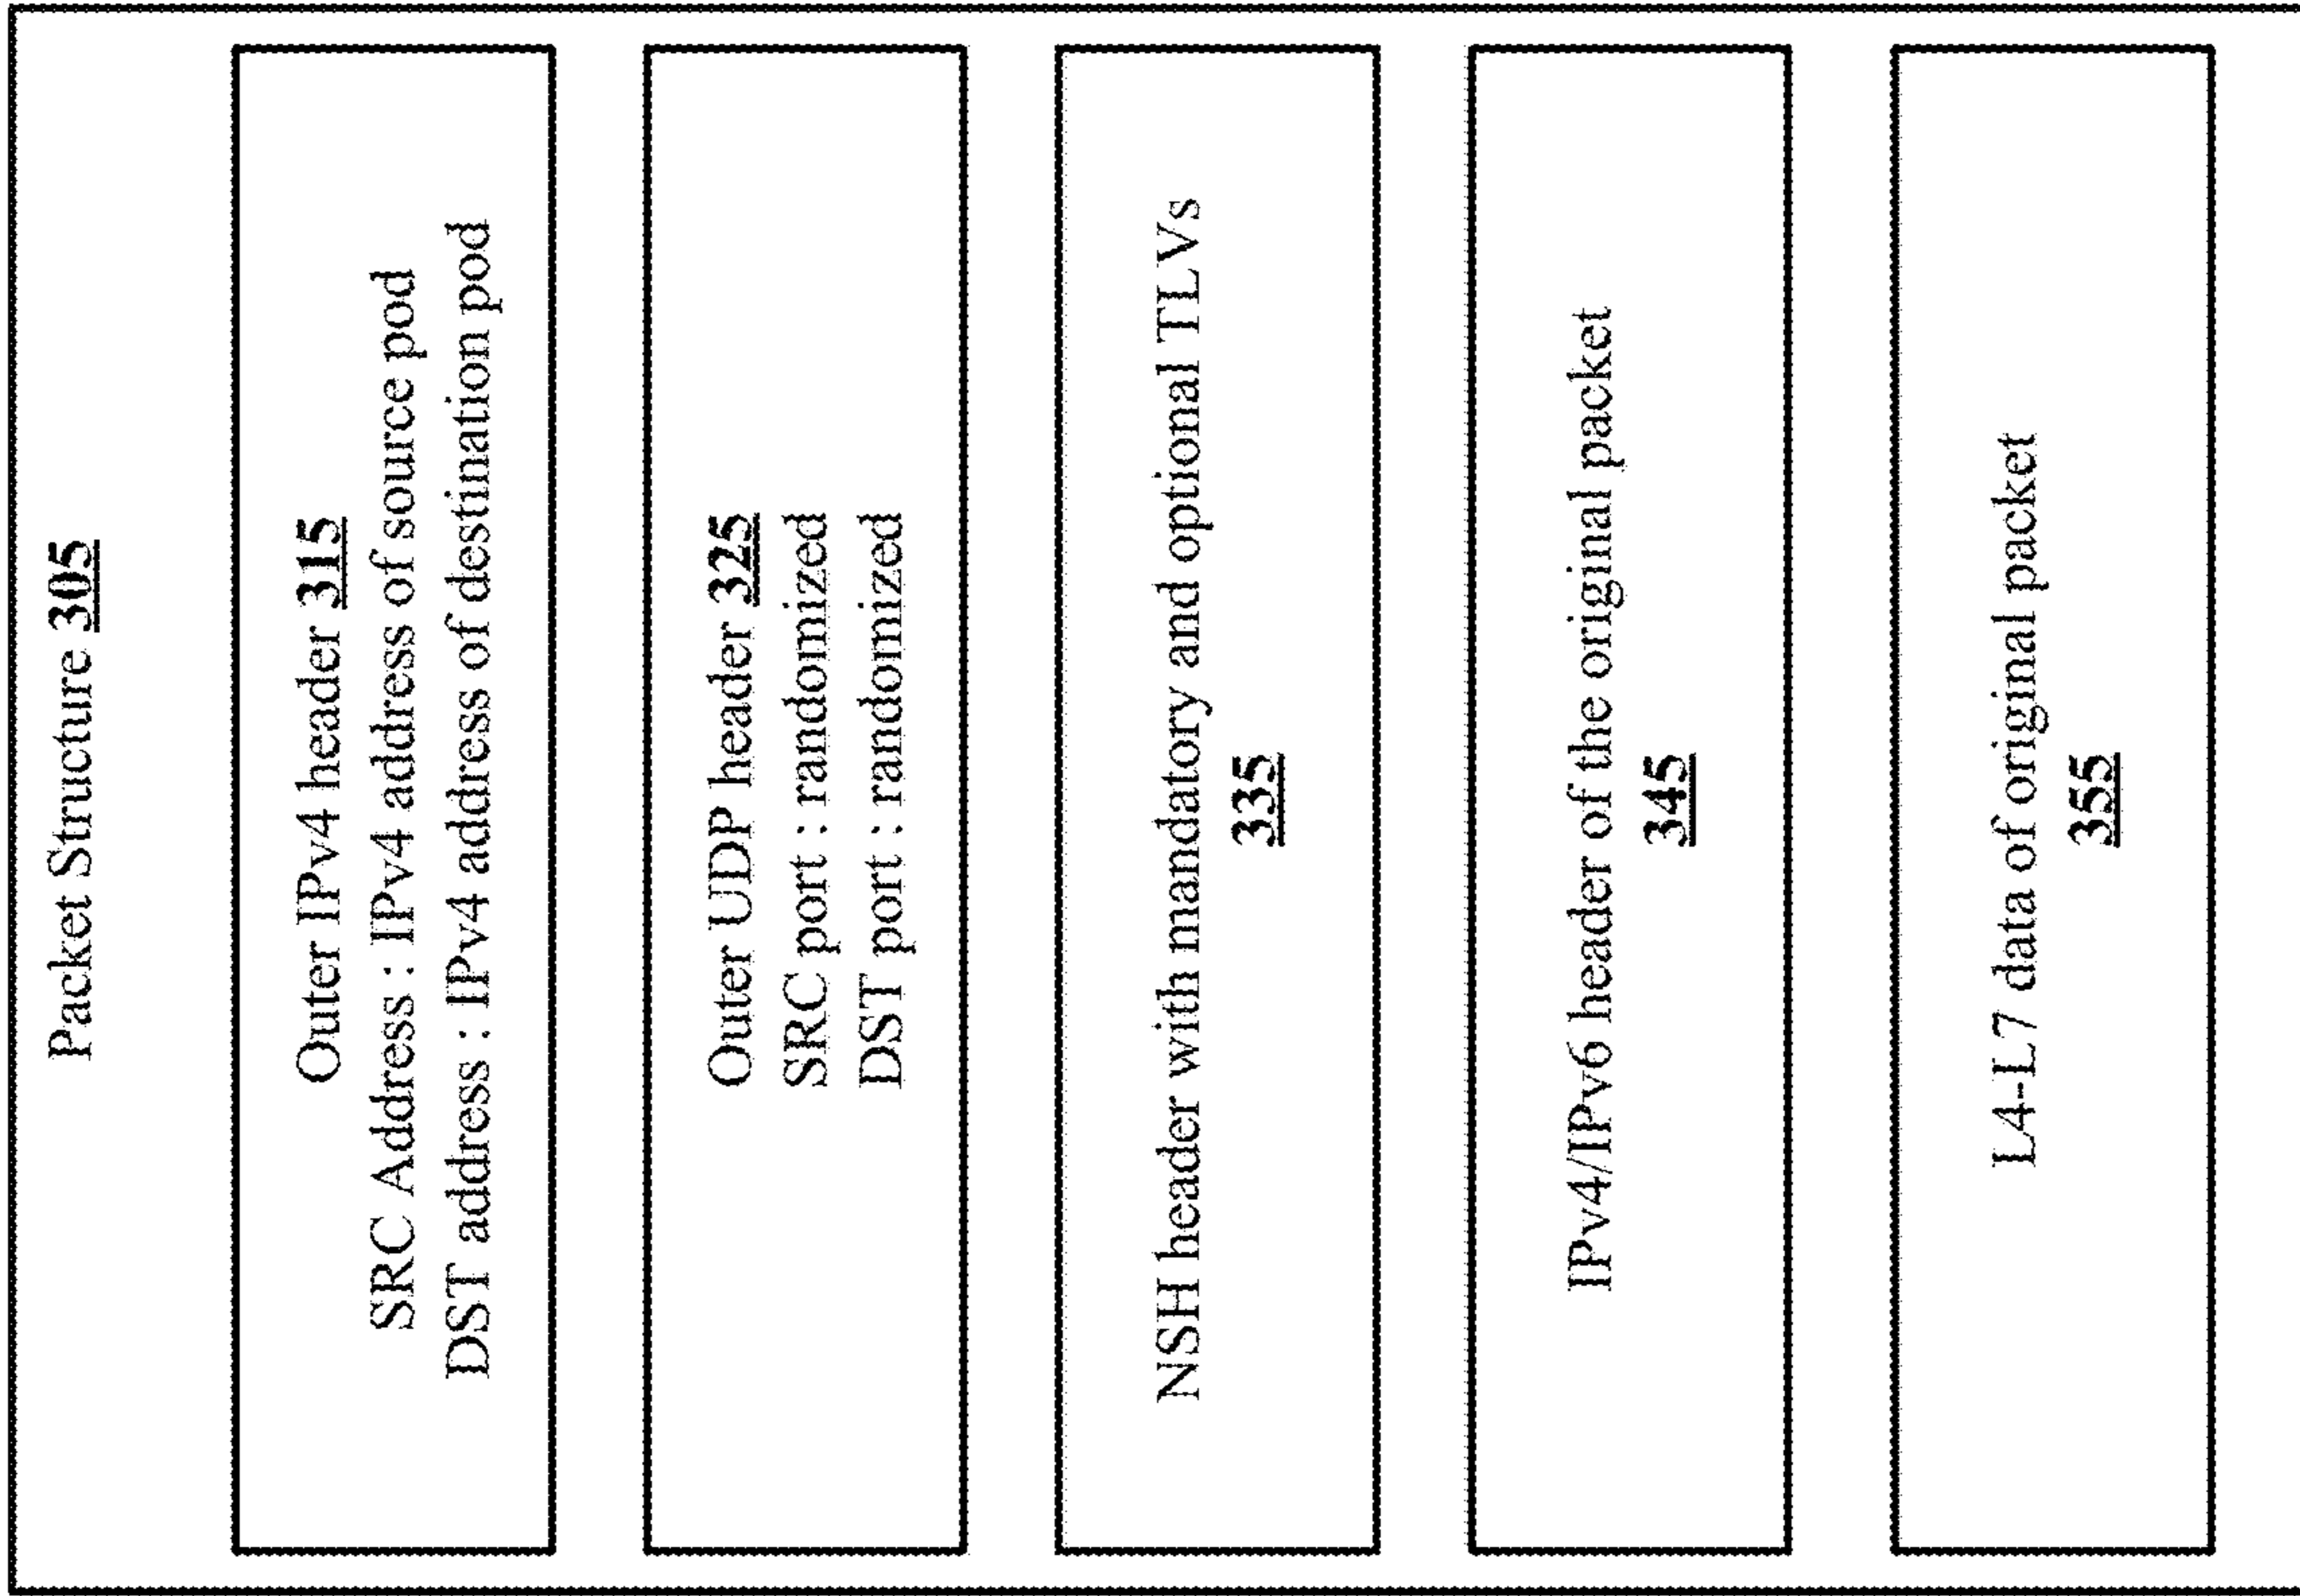 Packet Structure 305
Outer IPv4 header 315
SRC Address : IPv4 address of source pod
DST address : IPv4 address of destination pod
Outer UDP header 325
SRC port : randomized
DST port : randomized
NSH header with mandatory and optional TLVs
335
IPv4/IPv6 header of the original packet
345
L4-L7 data of original packet
355